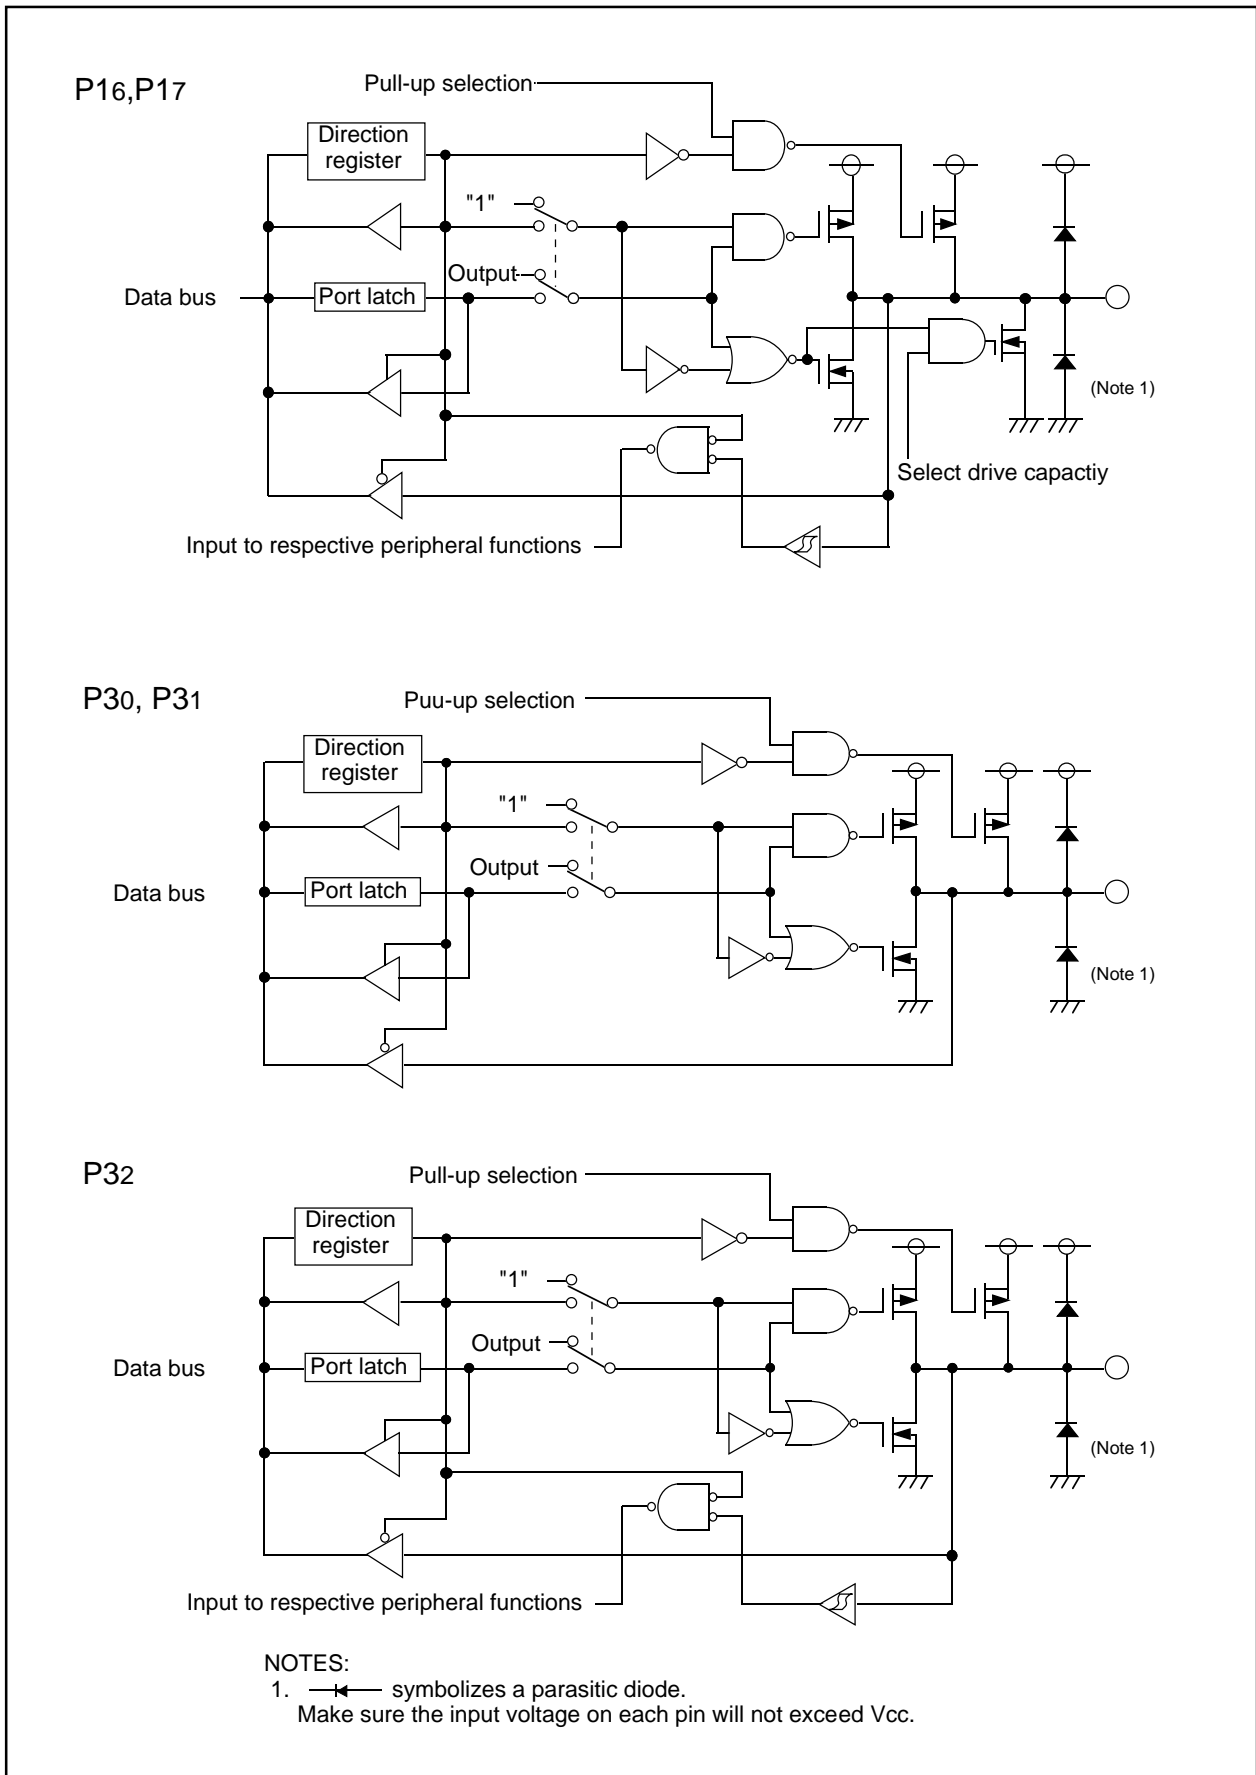 P16,P17
Pull-up selection
Direction
register
"1"
Output
Data bus
Port latch
(Note 1)
Select drive capactiy
Input to respective peripheral functions
P30, P31
Puu-up selection
Direction
register
"1"
Output
Data bus
Port latch
(Note 1)
P32
Pull-up selection
Direction
register
"1"
Output
Data bus
Port latch
(Note 1)
Input to respective peripheral functions
NOTES:
1. symbolizes a parasitic diode.
Make sure the input voltage on each pin will not exceed Vcc.